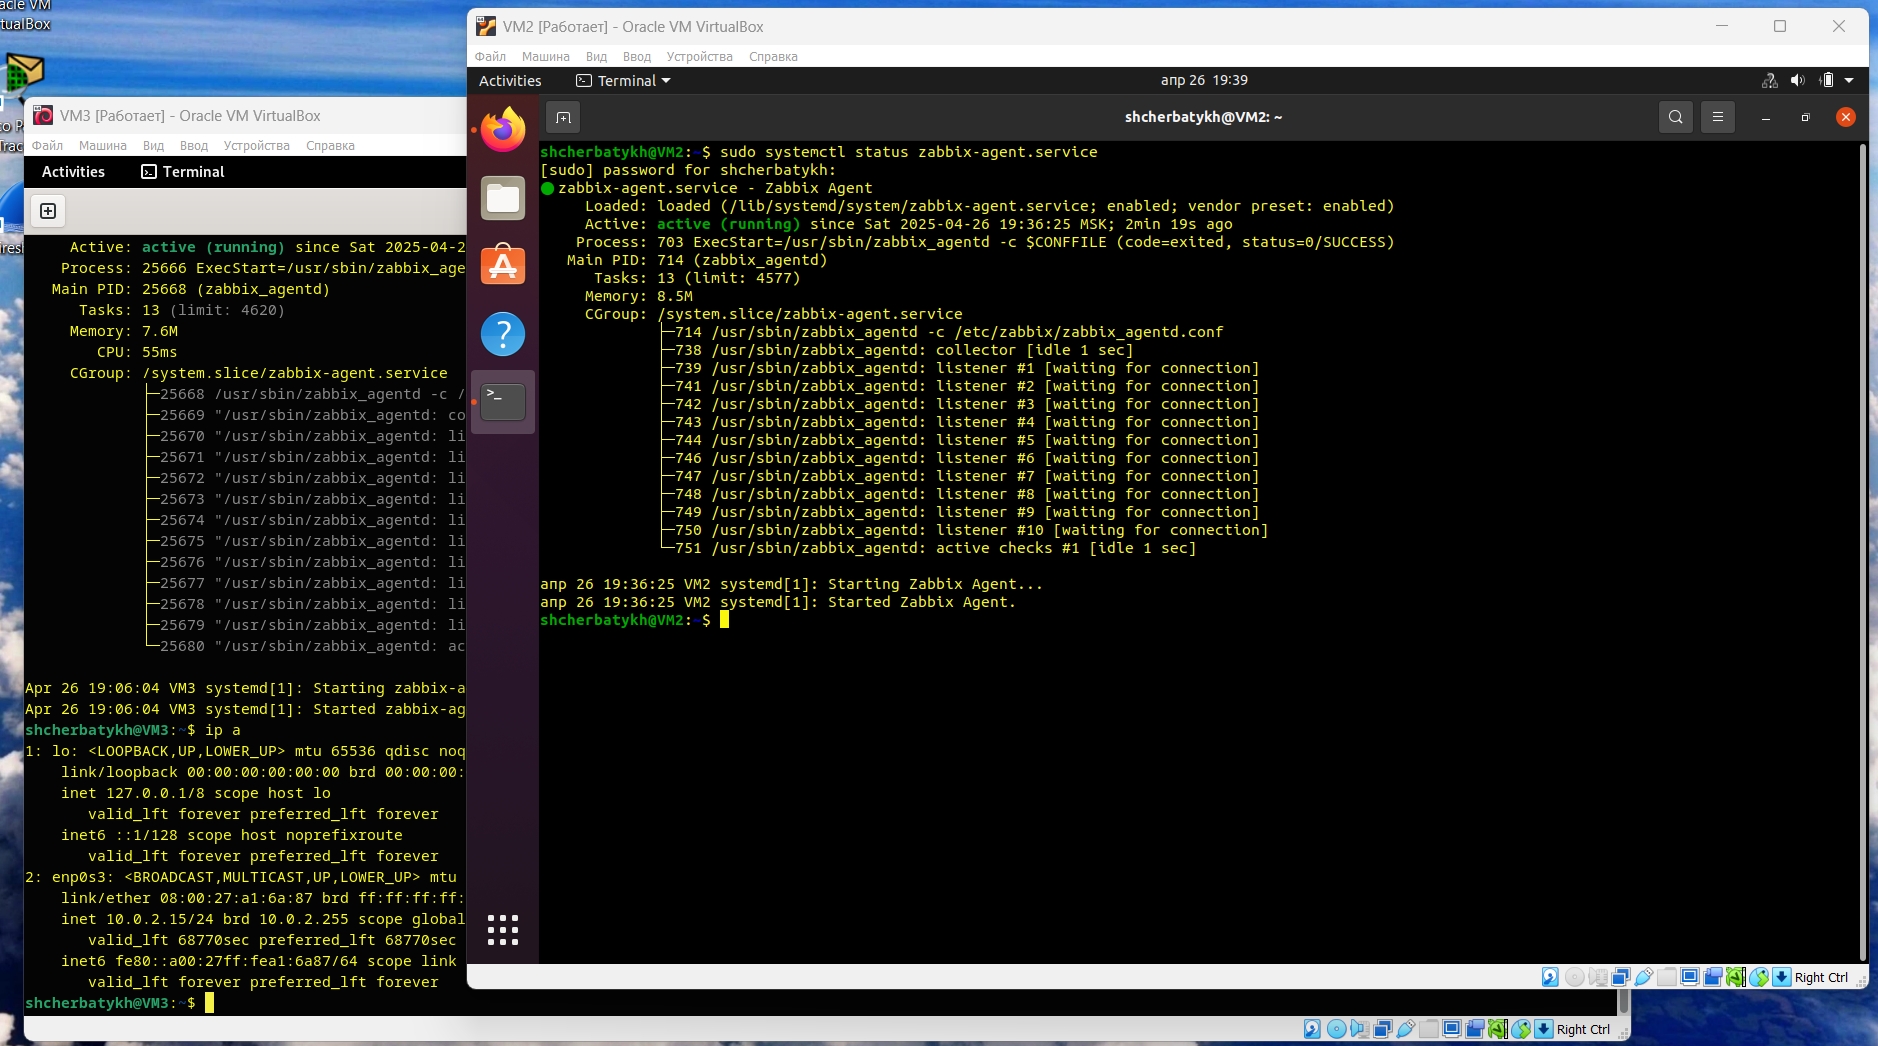 acle VM
tualBox
VM2 [Работает] - Oracle VM VirtualBox
Файл Машина Вид Ввод Устройства Справка
Activities Terminal апр 26 19:39
shcherbatykh@VM2: ~
shcherbatykh@VM2:~$ sudo systemctl status zabbix-agent.service
[sudo] password for shcherbatykh:
zabbix-agent.service - Zabbix Agent
Loaded: loaded (/lib/systemd/system/zabbix-agent.service; enabled; vendor preset: enabled)
Active: active (running) since Sat 2025-04-26 19:36:25 MSK; 2min 19s ago
Process: 703 ExecStart=/usr/sbin/zabbix_agentd -c $CONFFILE (code=exited, status=0/SUCCESS)
Main PID: 714 (zabbix_agentd)
Tasks: 13 (limit: 4577)
Memory: 8.5M
CGroup: /system.slice/zabbix-agent.service
├─714 /usr/sbin/zabbix_agentd -c /etc/zabbix/zabbix_agentd.conf
├─738 /usr/sbin/zabbix_agentd: collector [idle 1 sec]
├─739 /usr/sbin/zabbix_agentd: listener #1 [waiting for connection]
├─741 /usr/sbin/zabbix_agentd: listener #2 [waiting for connection]
├─742 /usr/sbin/zabbix_agentd: listener #3 [waiting for connection]
├─743 /usr/sbin/zabbix_agentd: listener #4 [waiting for connection]
├─744 /usr/sbin/zabbix_agentd: listener #5 [waiting for connection]
├─746 /usr/sbin/zabbix_agentd: listener #6 [waiting for connection]
├─747 /usr/sbin/zabbix_agentd: listener #7 [waiting for connection]
├─748 /usr/sbin/zabbix_agentd: listener #8 [waiting for connection]
├─749 /usr/sbin/zabbix_agentd: listener #9 [waiting for connection]
├─750 /usr/sbin/zabbix_agentd: listener #10 [waiting for connection]
└─751 /usr/sbin/zabbix_agentd: active checks #1 [idle 1 sec]
апр 26 19:36:25 VM2 systemd[1]: Starting Zabbix Agent...
апр 26 19:36:25 VM2 systemd[1]: Started Zabbix Agent.
shcherbatykh@VM2:~$
Right Ctrl
VM3 [Работает] - Oracle VM VirtualBox
Файл Машина Вид Ввод Устройства Справка
Activities Terminal
Active: active (running) since Sat 2025-04-2
Process: 25666 ExecStart=/usr/sbin/zabbix_age
Main PID: 25668 (zabbix_agentd)
Tasks: 13 (limit: 4620)
Memory: 7.6M
CPU: 55ms
CGroup: /system.slice/zabbix-agent.service
├─25668 /usr/sbin/zabbix_agentd -c /
├─25669 "/usr/sbin/zabbix_agentd: co
├─25670 "/usr/sbin/zabbix_agentd: li
├─25671 "/usr/sbin/zabbix_agentd: li
├─25672 "/usr/sbin/zabbix_agentd: li
├─25673 "/usr/sbin/zabbix_agentd: li
├─25674 "/usr/sbin/zabbix_agentd: li
├─25675 "/usr/sbin/zabbix_agentd: li
├─25676 "/usr/sbin/zabbix_agentd: li
├─25677 "/usr/sbin/zabbix_agentd: li
├─25678 "/usr/sbin/zabbix_agentd: li
├─25679 "/usr/sbin/zabbix_agentd: li
└─25680 "/usr/sbin/zabbix_agentd: ac
Apr 26 19:06:04 VM3 systemd[1]: Starting zabbix-a
Apr 26 19:06:04 VM3 systemd[1]: Started zabbix-ag
shcherbatykh@VM3:~$ ip a
1: lo: <LOOPBACK,UP,LOWER_UP> mtu 65536 qdisc noq
link/loopback 00:00:00:00:00:00 brd 00:00:00:
inet 127.0.0.1/8 scope host lo
valid_lft forever preferred_lft forever
inet6 ::1/128 scope host noprefixroute
valid_lft forever preferred_lft forever
2: enp0s3: <BROADCAST,MULTICAST,UP,LOWER_UP> mtu
link/ether 08:00:27:a1:6a:87 brd ff:ff:ff:ff:
inet 10.0.2.15/24 brd 10.0.2.255 scope global
valid_lft 68770sec preferred_lft 68770sec
inet6 fe80::a00:27ff:fea1:6a87/64 scope link
valid_lft forever preferred_lft forever
shcherbatykh@VM3:~$
Right Ctrl